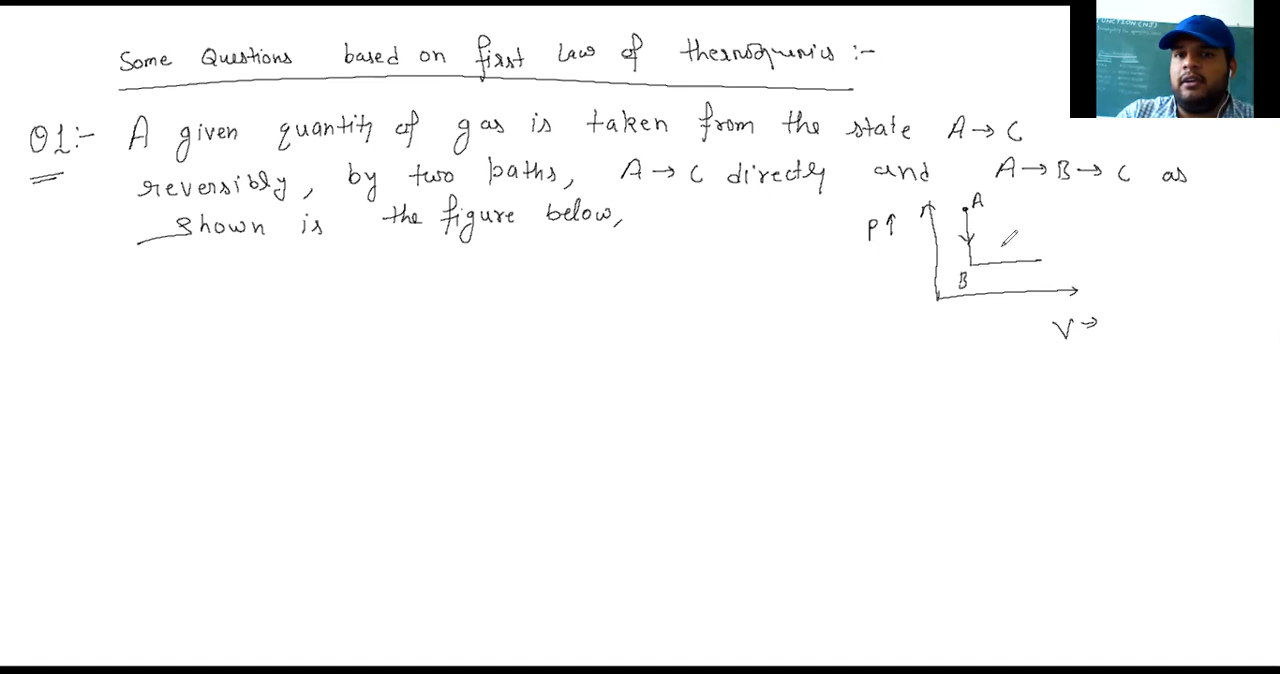 Some Questions based on first Law of thermodynamics :-
Q1:- A given quantity of gas is taken from the state A → C
reversibly, by two paths, A → C directly and A → B → C as
shown is the figure below,
A
P↑
B
V →